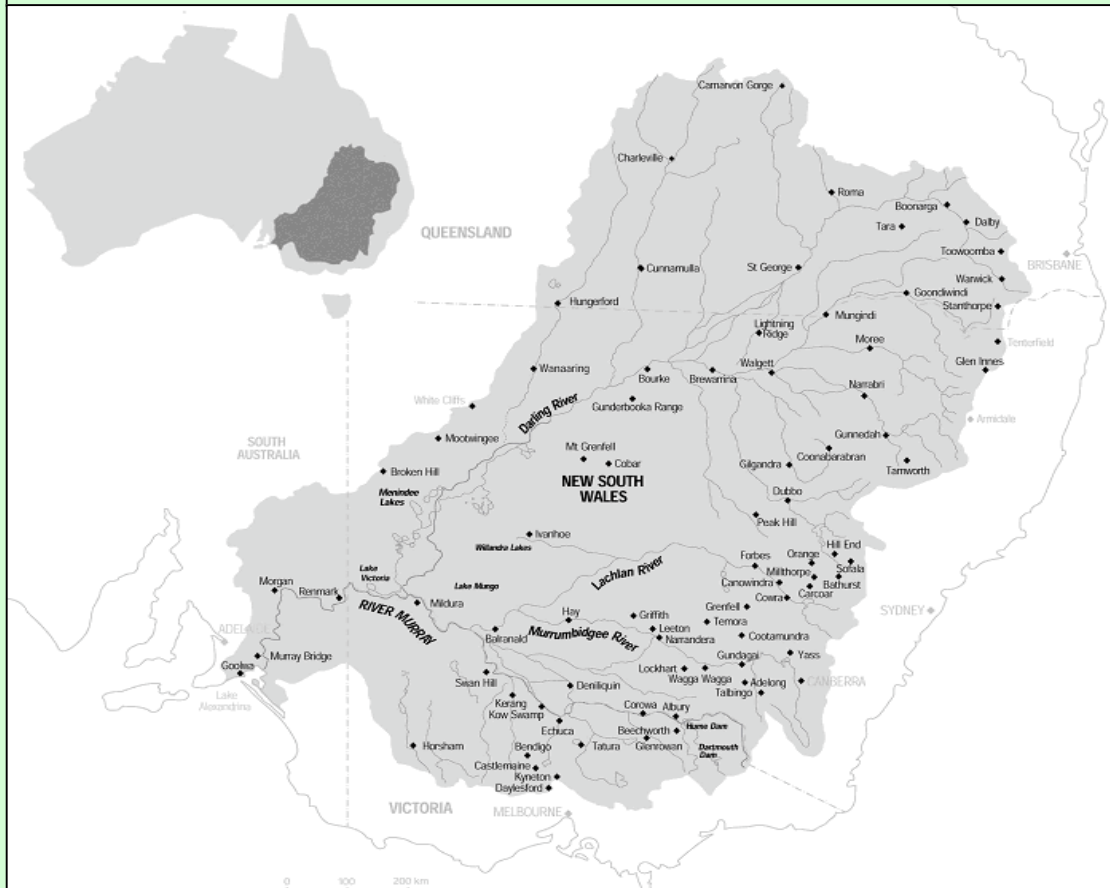 Carnarvon Gorge
Charleville
Roma
Boonarga
Dalby
Tara
QUEENSLAND
Toowoomba
BRISBANE
Cunnamulla
St George
Warwick
Goondiwindi
Hungerford
Stanthorpe
Mungindi
Lightning
Ridge
Moree
Tenterfield
Glen Innes
Walgett
Wanaaring
Bourke
Brewarrina
Narrabri
White Cliffs
Darling River
Gunderbooka Range
Armidale
Mootwingee
Gunnedah
SOUTH
AUSTRALIA
Mt Grenfell
Cobar
Coonabarabran
Gilgandra
Tamworth
Broken Hill
NEW SOUTH
WALES
Menindee
Lakes
Dubbo
Peak Hill
Ivanhoe
Willandra Lakes
Hill End
Forbes
Orange
Sofala
Lake
Victoria
Lachlan River
Millthorpe
Morgan
Lake Mungo
Canowindra
Bathurst
Renmark
Carcoar
Cowra
Mildura
RIVER MURRAY
Hay
Grenfell
SYDNEY
Griffith
Temora
ADELAIDE
Leeton
Balranald
Murrumbidgee River
Narrandera
Cootamundra
Murray Bridge
Gundagai
Yass
Goolwa
Lockhart
Wagga Wagga
Swan Hill
Deniliquin
Adelong
CANBERRA
Talbingo
Lake
Alexandrina
Kerang
Kow Swamp
Corowa
Albury
Echuca
Beechworth
Hume Dam
Horsham
Bendigo
Tatura
Glenrowan
Dartmouth
Dam
Castlemaine
Kyneton
Daylesford
VICTORIA
MELBOURNE
0 100 200 km